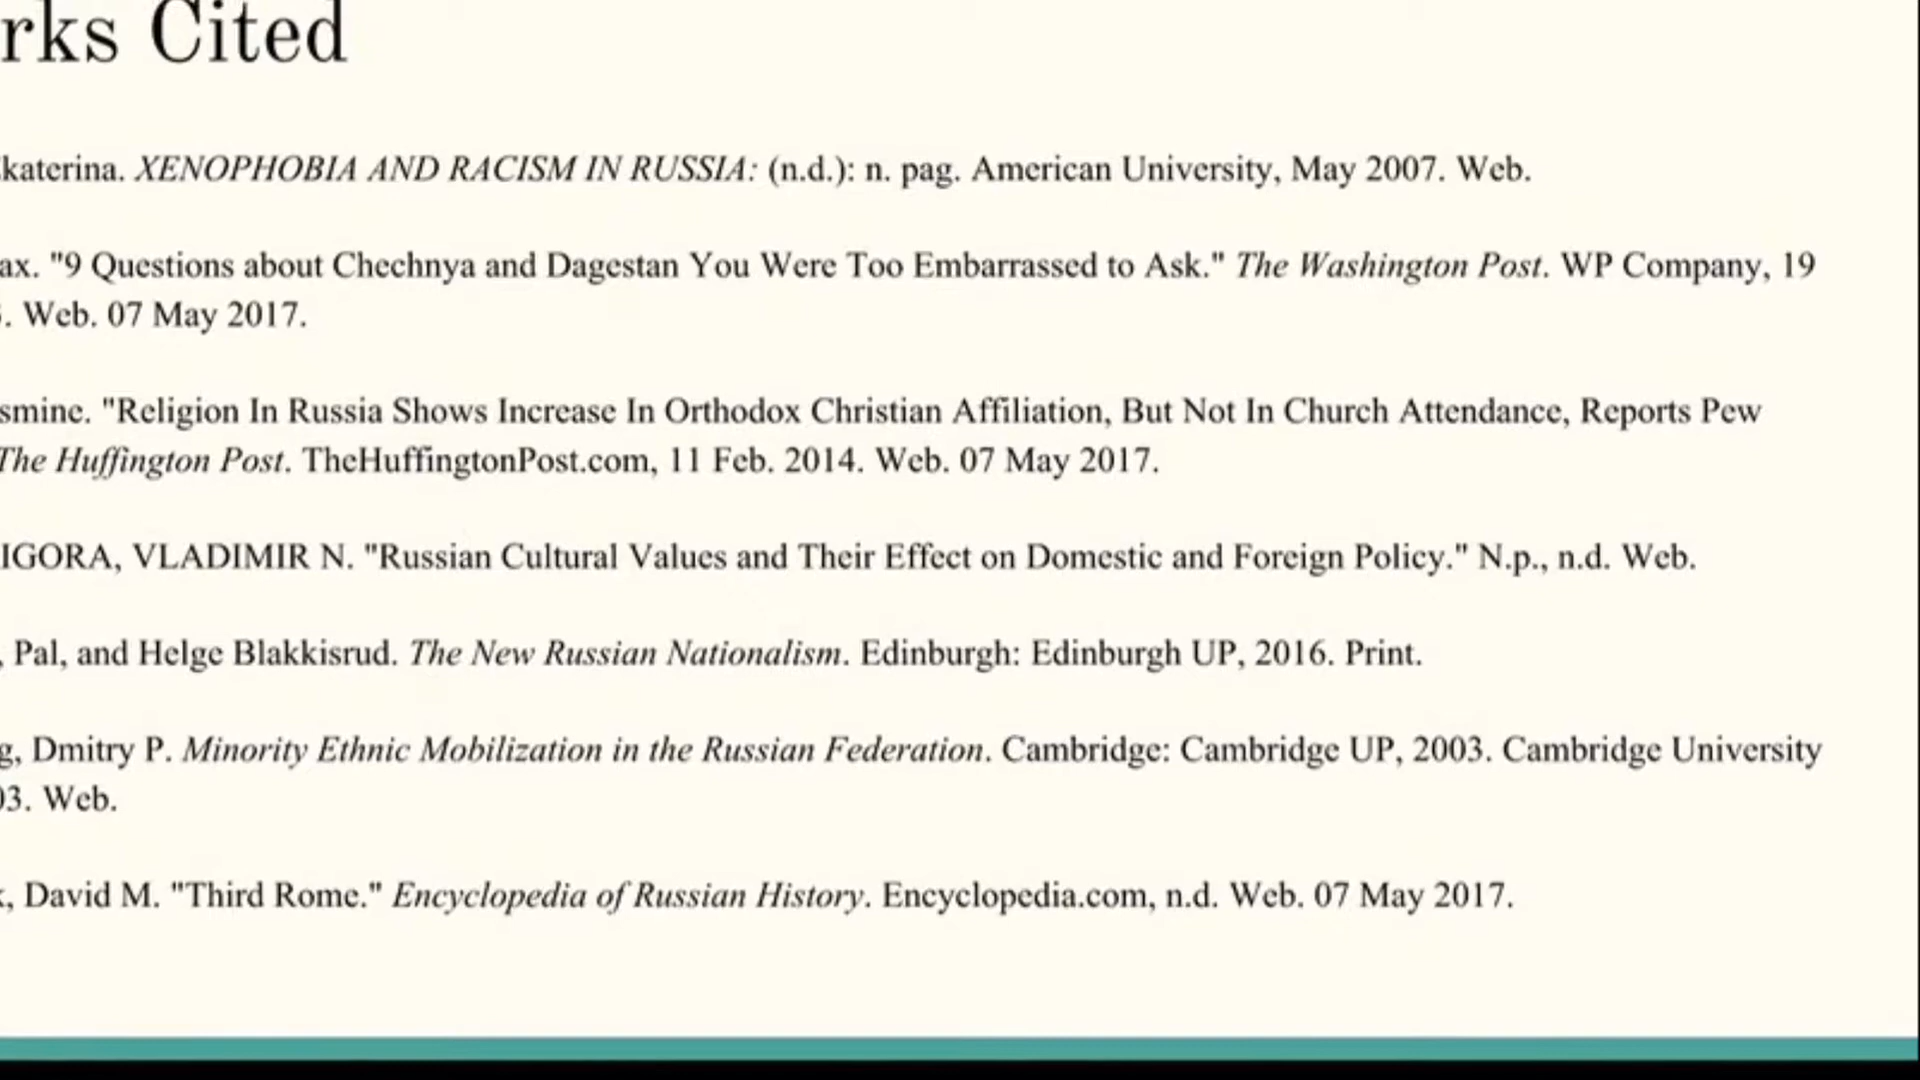 rks Cited
katerina. XENOPHOBIA AND RACISM IN RUSSIA: (n.d.): n. pag. American University, May 2007. Web.
ax. "9 Questions about Chechnya and Dagestan You Were Too Embarrassed to Ask." The Washington Post. WP Company, 19
. Web. 07 May 2017.
smine. "Religion In Russia Shows Increase In Orthodox Christian Affiliation, But Not In Church Attendance, Reports Pew
The Huffington Post. TheHuffingtonPost.com, 11 Feb. 2014. Web. 07 May 2017.
IGORA, VLADIMIR N. "Russian Cultural Values and Their Effect on Domestic and Foreign Policy." N.p., n.d. Web.
, Pal, and Helge Blakkisrud. The New Russian Nationalism. Edinburgh: Edinburgh UP, 2016. Print.
g, Dmitry P. Minority Ethnic Mobilization in the Russian Federation. Cambridge: Cambridge UP, 2003. Cambridge University
03. Web.
, David M. "Third Rome." Encyclopedia of Russian History. Encyclopedia.com, n.d. Web. 07 May 2017.